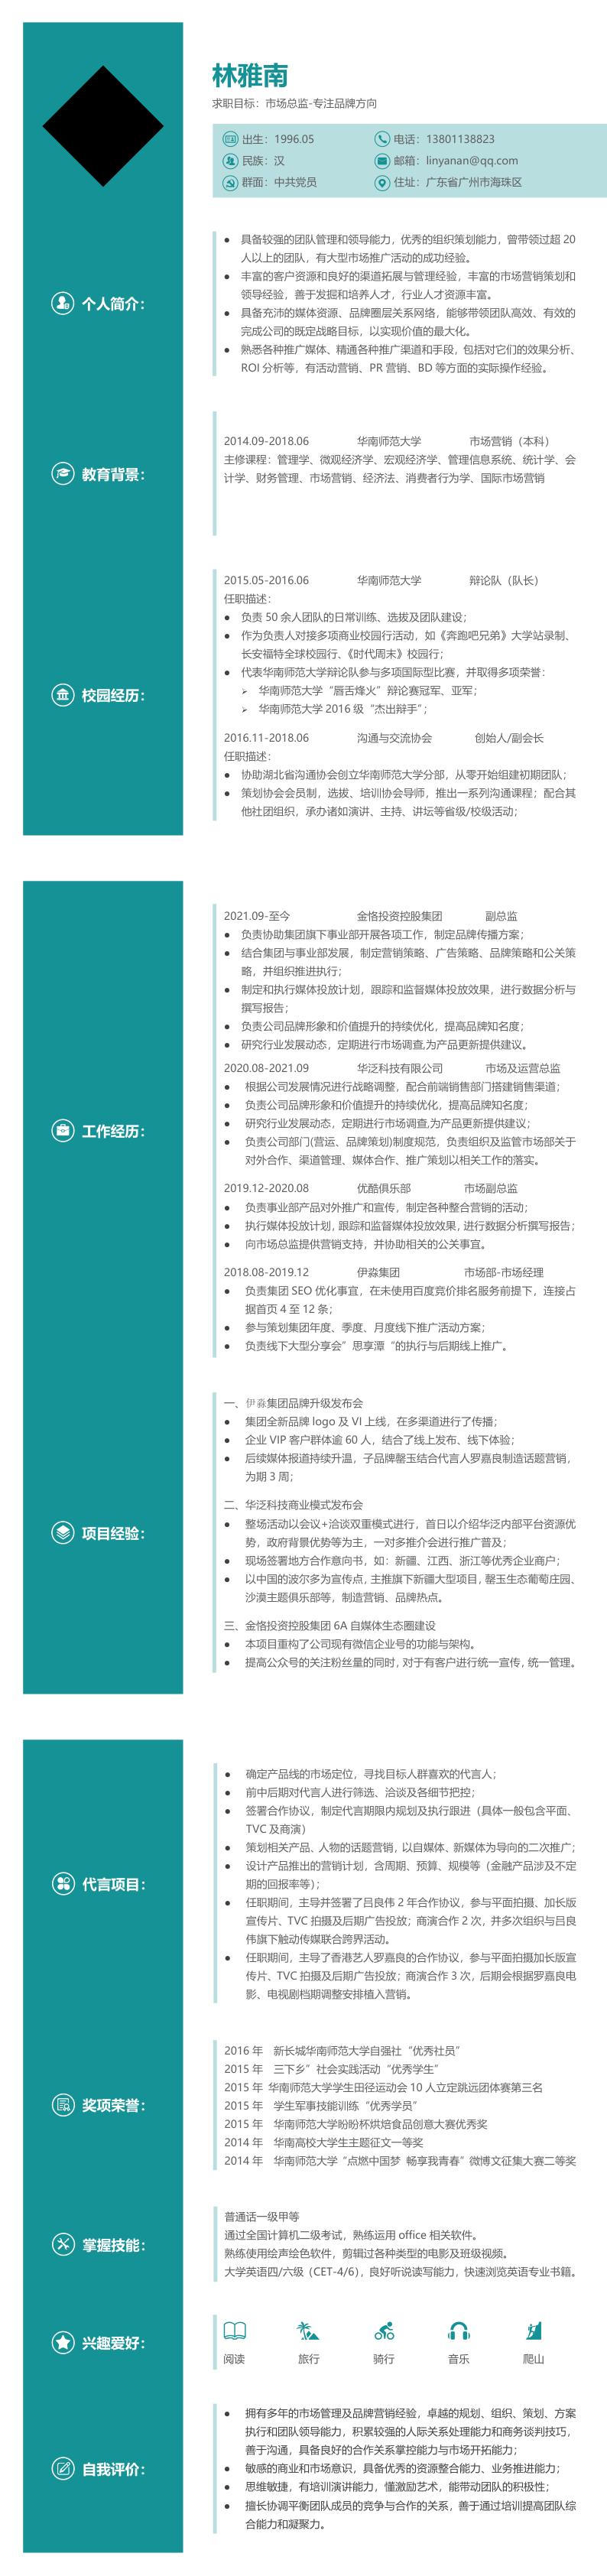 林雅南
求职目标：市场总监-专注品牌方向
出生：1996.05
电话：13801138823
民族：汉
邮箱：linyanan@qq.com
群面：中共党员
住址：广东省广州市海珠区
个人简介：
● 具备较强的团队管理和领导能力，优秀的组织策划能力，曾带领过超 20
人以上的团队，有大型市场推广活动的成功经验。
● 丰富的客户资源和良好的渠道拓展与管理经验，丰富的市场营销策划和
领导经验，善于发掘和培养人才，行业人才资源丰富。
● 具备充沛的媒体资源、品牌圈层关系网络，能够带领团队高效、有效的
完成公司的既定战略目标，以实现价值的最大化。
● 熟悉各种推广媒体、精通各种推广渠道和手段，包括对它们的效果分析、
ROI 分析等，有活动营销、PR 营销、BD 等方面的实际操作经验。
教育背景：
2014.09-2018.06 华南师范大学 市场营销（本科）
主修课程：管理学、微观经济学、宏观经济学、管理信息系统、统计学、会
计学、财务管理、市场营销、经济法、消费者行为学、国际市场营销
校园经历：
2015.05-2016.06 华南师范大学 辩论队（队长）
任职描述：
● 负责 50 余人团队的日常训练、选拔及团队建设；
● 作为负责人对接多项商业校园行活动，如《奔跑吧兄弟》大学站录制、
长安福特全球校园行、《时代周末》校园行；
● 代表华南师范大学辩论队参与多项国际型比赛，并取得多项荣誉：
➢ 华南师范大学“唇舌烽火”辩论赛冠军、亚军；
➢ 华南师范大学 2016 级“杰出辩手”；
2016.11-2018.06 沟通与交流协会 创始人/副会长
任职描述：
● 协助湖北省沟通协会创立华南师范大学分部，从零开始组建初期团队；
● 策划协会会员制，选拔、培训协会导师，推出一系列沟通课程；配合其
他社团组织，承办诸如演讲、主持、讲坛等省级/校级活动；
工作经历：
2021.09-至今 金恪投资控股集团 副总监
● 负责协助集团旗下事业部开展各项工作，制定品牌传播方案；
● 结合集团与事业部发展，制定营销策略、广告策略、品牌策略和公关策
略，并组织推进执行；
● 制定和执行媒体投放计划，跟踪和监督媒体投放效果，进行数据分析与
撰写报告；
● 负责公司品牌形象和价值提升的持续优化，提高品牌知名度；
● 研究行业发展动态，定期进行市场调查,为产品更新提供建议。
2020.08-2021.09 华泛科技有限公司 市场及运营总监
● 根据公司发展情况进行战略调整，配合前端销售部门搭建销售渠道；
● 负责公司品牌形象和价值提升的持续优化，提高品牌知名度；
● 研究行业发展动态，定期进行市场调查,为产品更新提供建议；
● 负责公司部门(营运、品牌策划)制度规范，负责组织及监管市场部关于
对外合作、渠道管理、媒体合作、推广策划以相关工作的落实。
2019.12-2020.08 优酷俱乐部 市场副总监
● 负责事业部产品对外推广和宣传，制定各种整合营销的活动；
● 执行媒体投放计划，跟踪和监督媒体投放效果，进行数据分析撰写报告；
● 向市场总监提供营销支持，并协助相关的公关事宜。
2018.08-2019.12 伊淼集团 市场部-市场经理
● 负责集团 SEO 优化事宜，在未使用百度竞价排名服务前提下，连接占
据首页 4 至 12 条；
● 参与策划集团年度、季度、月度线下推广活动方案；
● 负责线下大型分享会”思享潭“的执行与后期线上推广。
项目经验：
一、伊淼集团品牌升级发布会
● 集团全新品牌 logo 及 VI 上线，在多渠道进行了传播；
● 企业 VIP 客户群体逾 60 人，结合了线上发布、线下体验；
● 后续媒体报道持续升温，子品牌罄玉结合代言人罗嘉良制造话题营销，
为期 3 周；
二、华泛科技商业模式发布会
● 整场活动以会议+洽谈双重模式进行，首日以介绍华泛内部平台资源优
势，政府背景优势等为主，一对多推介会进行推广普及；
● 现场签署地方合作意向书，如：新疆、江西、浙江等优秀企业商户；
● 以中国的波尔多为宣传点，主推旗下新疆大型项目，罄玉生态葡萄庄园、
沙漠主题俱乐部等，制造营销、品牌热点。
三、金恪投资控股集团 6A 自媒体生态圈建设
● 本项目重构了公司现有微信企业号的功能与架构。
● 提高公众号的关注粉丝量的同时，对于有客户进行统一宣传，统一管理。
代言项目：
● 确定产品线的市场定位，寻找目标人群喜欢的代言人；
● 前中后期对代言人进行筛选、洽谈及各细节把控；
● 签署合作协议，制定代言期限内规划及执行跟进（具体一般包含平面、
TVC 及商演）
● 策划相关产品、人物的话题营销，以自媒体、新媒体为导向的二次推广；
● 设计产品推出的营销计划，含周期、预算、规模等（金融产品涉及不定
期的回报率等）；
● 任职期间，主导并签署了吕良伟 2 年合作协议，参与平面拍摄、加长版
宣传片、TVC 拍摄及后期广告投放；商演合作 2 次，并多次组织与吕良
伟旗下触动传媒联合跨界活动。
● 任职期间，主导了香港艺人罗嘉良的合作协议，参与平面拍摄加长版宣
传片、TVC 拍摄及后期广告投放；商演合作 3 次，后期会根据罗嘉良电
影、电视剧档期调整安排植入营销。
奖项荣誉：
2016 年 新长城华南师范大学自强社“优秀社员”
2015 年 三下乡”社会实践活动“优秀学生”
2015 年 华南师范大学学生田径运动会 10 人立定跳远团体赛第三名
2015 年 学生军事技能训练“优秀学员”
2015 年 华南师范大学盼盼杯烘焙食品创意大赛优秀奖
2014 年 华南高校大学生主题征文一等奖
2014 年 华南师范大学“点燃中国梦 畅享我青春”微博文征集大赛二等奖
掌握技能：
普通话一级甲等
通过全国计算机二级考试，熟练运用 office 相关软件。
熟练使用绘声绘色软件，剪辑过各种类型的电影及班级视频。
大学英语四/六级（CET-4/6），良好听说读写能力，快速浏览英语专业书籍。
兴趣爱好：
阅读 旅行 骑行 音乐 爬山
自我评价：
● 拥有多年的市场管理及品牌营销经验，卓越的规划、组织、策划、方案
执行和团队领导能力，积累较强的人际关系处理能力和商务谈判技巧，
善于沟通，具备良好的合作关系掌控能力与市场开拓能力；
● 敏感的商业和市场意识，具备优秀的资源整合能力、业务推进能力；
● 思维敏捷，有培训演讲能力，懂激励艺术，能带动团队的积极性；
● 擅长协调平衡团队成员的竞争与合作的关系，善于通过培训提高团队综
合能力和凝聚力。